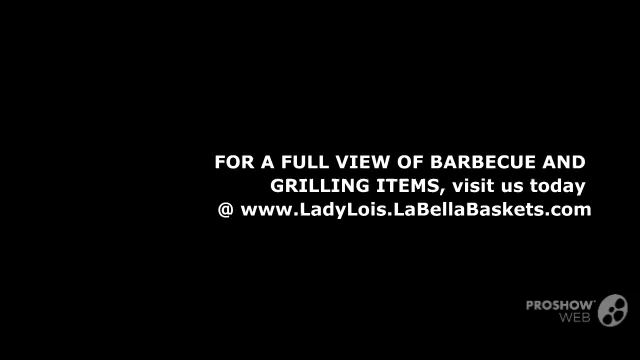 FOR A FULL VIEW OF BARBECUE AND
GRILLING ITEMS, visit us today
@ www.LadyLois.LaBellaBaskets.com
PROSHOW
WEB